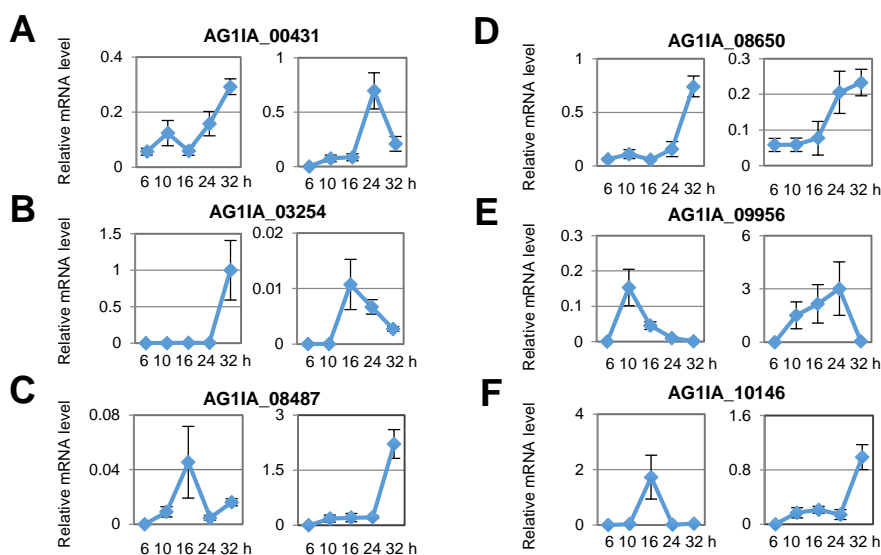 A
AG1IA_00431
Relative mRNA level
0.4
0.2
0
6 10 16 24 32 h
1
0.5
0
6 10 16 24 32 h
B
AG1IA_03254
Relative mRNA level
1.5
1
0.5
0
6 10 16 24 32 h
0.02
0.01
0
6 10 16 24 32 h
C
AG1IA_08487
Relative mRNA level
0.08
0.04
0
6 10 16 24 32 h
3
1.5
0
6 10 16 24 32 h
D
AG1IA_08650
Relative mRNA level
1
0.5
0
6 10 16 24 32 h
0.3
0.2
0.1
0
6 10 16 24 32 h
E
AG1IA_09956
Relative mRNA level
0.3
0.2
0.1
0
6 10 16 24 32 h
6
3
0
6 10 16 24 32 h
F
AG1IA_10146
Relative mRNA level
4
2
0
6 10 16 24 32 h
1.6
0.8
0
6 10 16 24 32 h